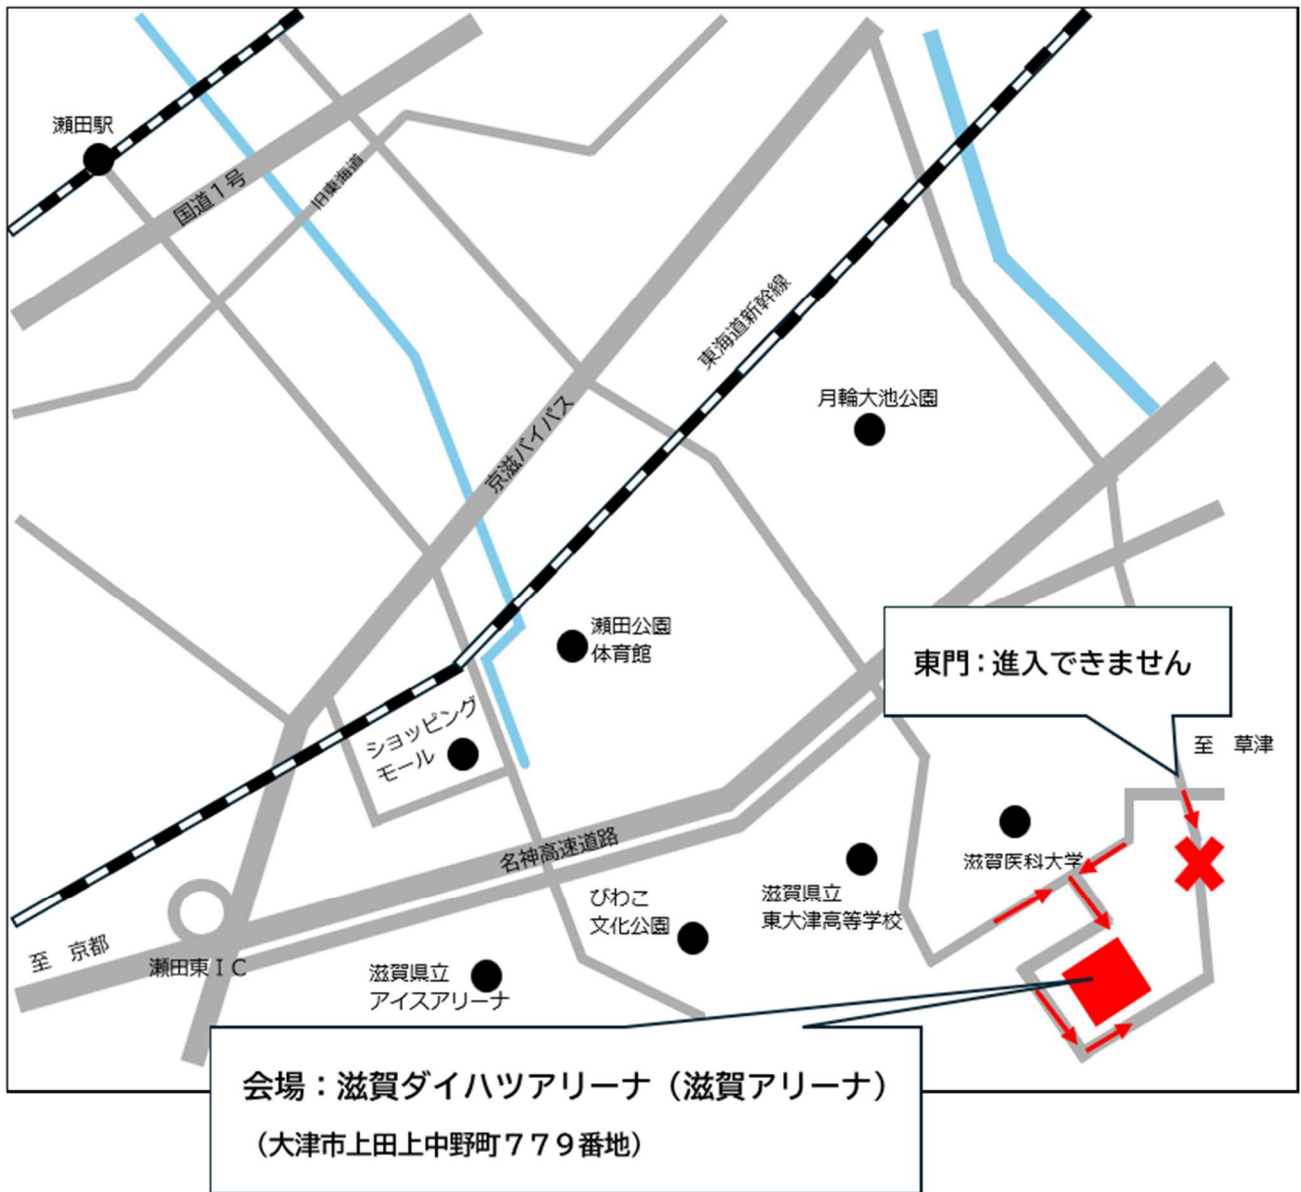 瀬田駅
国道１号
旧東海道
京滋バイパス
東海道新幹線
月輪大池公園
瀬田公園
体育館
東門：進入できません
ショッピング
モール
至　草津
名神高速道路
滋賀医科大学
びわこ
文化公園
滋賀県立
東大津高等学校
至　京都
瀬田東ＩＣ
滋賀県立
アイスアリーナ
会場：滋賀ダイハツアリーナ（滋賀アリーナ）
（大津市上田上中野町７７９番地）